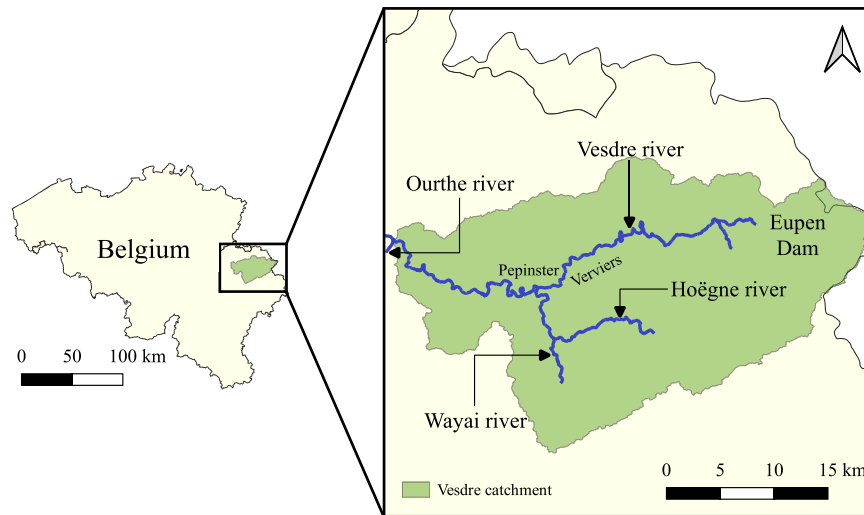 Belgium
0 50 100 km
Vesdre river
Ourthe river
Eupen
Dam
Pepinster
Verviers
Hoëgne river
Wayai river
Vesdre catchment
0 5 10 15 km